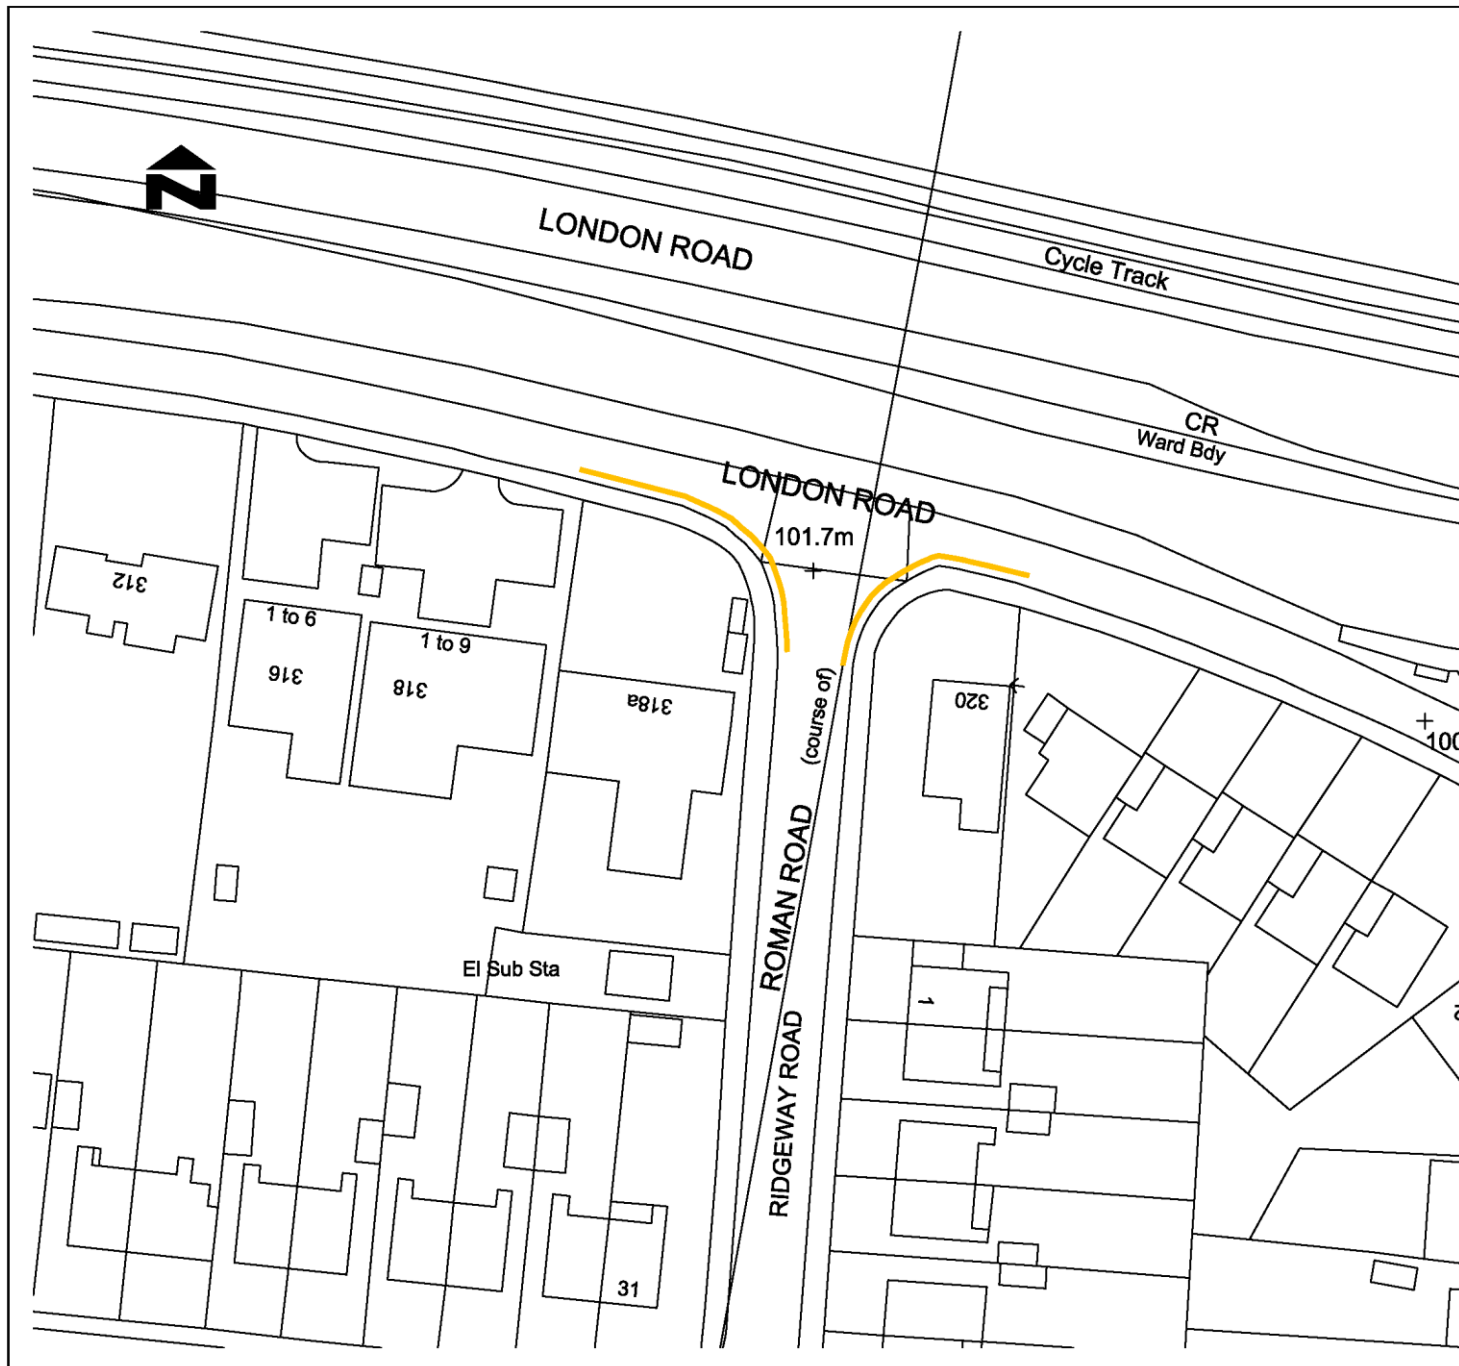 N
LONDON ROAD
Cycle Track
CR
Ward Bdy
LONDON ROAD
101.7m
312
1 to 6
316
1 to 9
318
318a
(course of)
320
ROMAN ROAD
El Sub Sta
1
RIDGEWAY ROAD
31